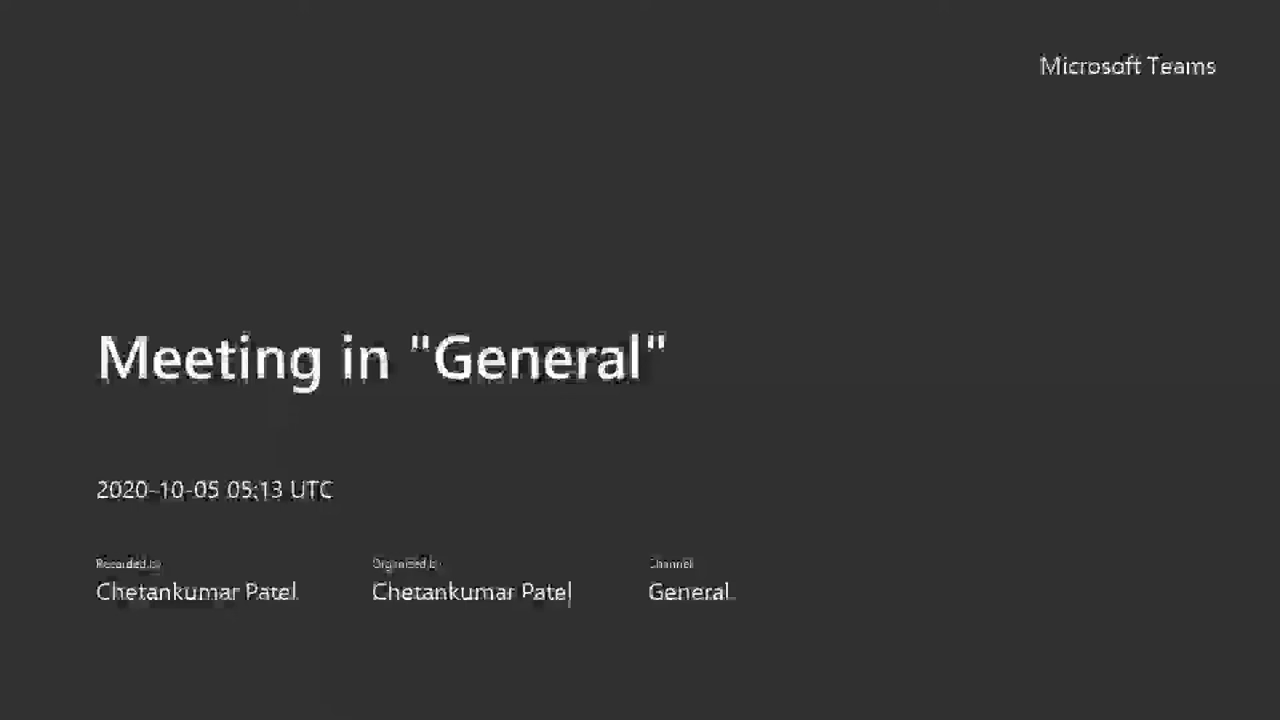 Microsoft Teams
Meeting in "General"
2020-10-05 05:13 UTC
Recorded by Organized by Channel
Chetankumar Patel Chetankumar Patel General